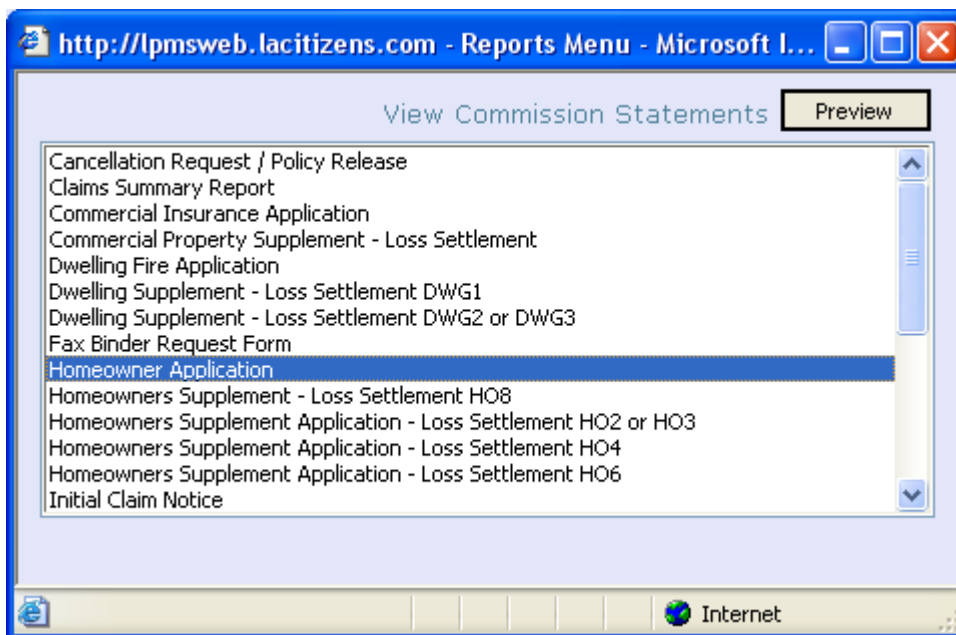 http://lpmsweb.lacitizens.com - Reports Menu - Microsoft I...
View Commission Statements Preview
Cancellation Request / Policy Release
Claims Summary Report
Commercial Insurance Application
Commercial Property Supplement - Loss Settlement
Dwelling Fire Application
Dwelling Supplement - Loss Settlement DWG1
Dwelling Supplement - Loss Settlement DWG2 or DWG3
Fax Binder Request Form
Homeowner Application
Homeowners Supplement - Loss Settlement HO8
Homeowners Supplement Application - Loss Settlement HO2 or HO3
Homeowners Supplement Application - Loss Settlement HO4
Homeowners Supplement Application - Loss Settlement HO6
Initial Claim Notice
Internet